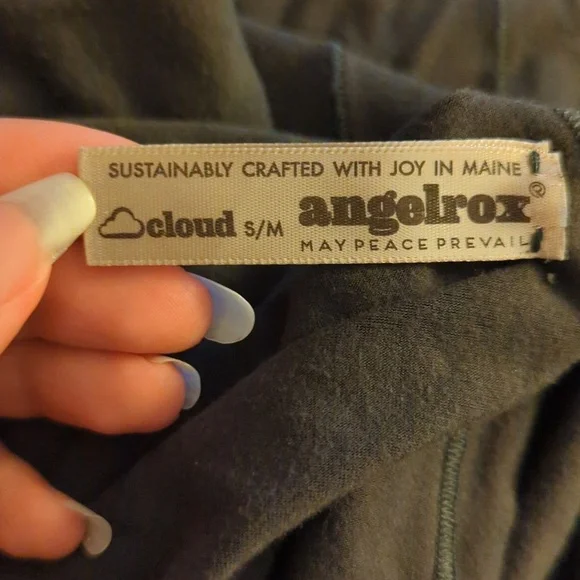 SUSTAINABLY CRAFTED WITH JOY IN MAINE
cloud S/M angelrox®
MAY PEACE PREVAIL